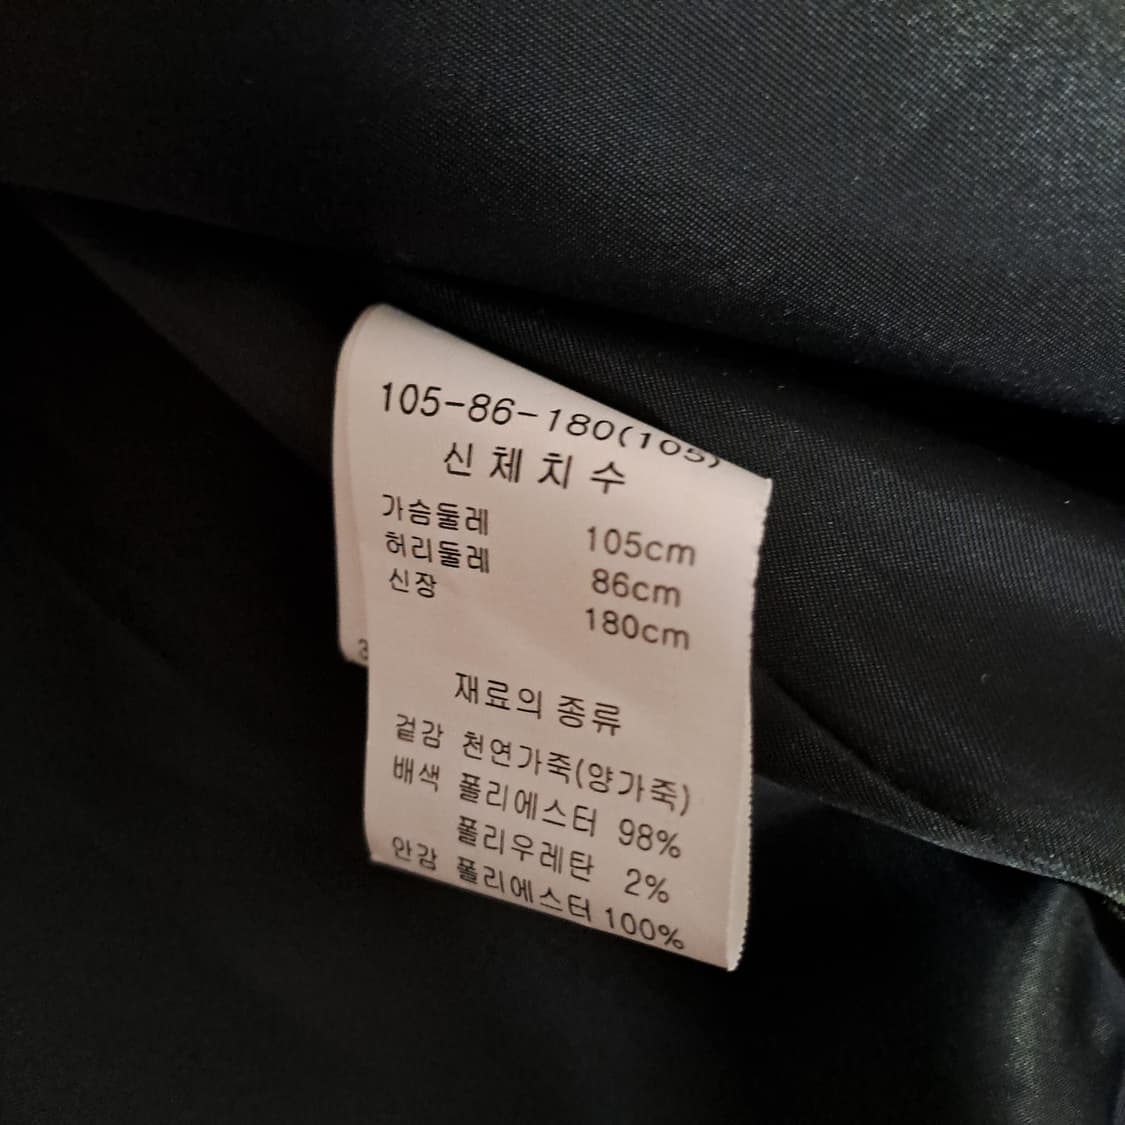 105-86-180(105)
신체치수
가슴둘레 105cm
허리둘레 86cm
신장 180cm
재료의 종류
겉감 천연가죽(양가죽)
배색 폴리에스터 98%
폴리우레탄 2%
안감 폴리에스터 100%